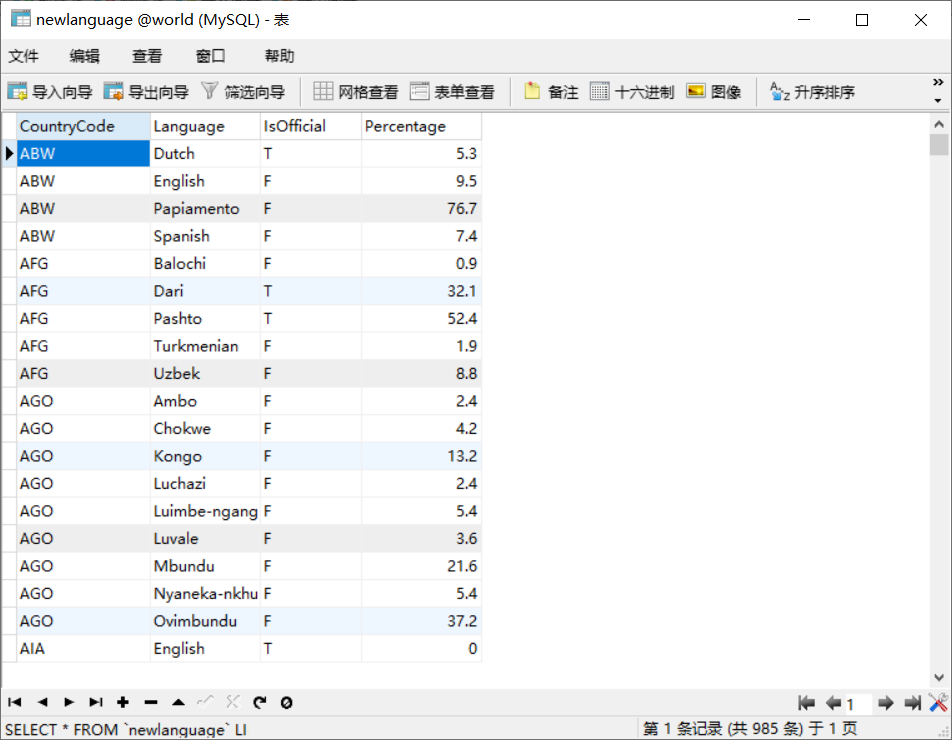 newlanguage @world (MySQL) - 表
文件 编辑 查看 窗口 帮助
导入向导 导出向导 筛选向导 网格查看 表单查看 备注 十六进制 图像 升序排序
CountryCode Language IsOfficial Percentage
ABW Dutch T 5.3
ABW English F 9.5
ABW Papiamento F 76.7
ABW Spanish F 7.4
AFG Balochi F 0.9
AFG Dari T 32.1
AFG Pashto T 52.4
AFG Turkmenian F 1.9
AFG Uzbek F 8.8
AGO Ambo F 2.4
AGO Chokwe F 4.2
AGO Kongo F 13.2
AGO Luchazi F 2.4
AGO Luimbe-ngang F 5.4
AGO Luvale F 3.6
AGO Mbundu F 21.6
AGO Nyaneka-nkhu F 5.4
AGO Ovimbundu F 37.2
AIA English T 0
1
SELECT * FROM `newlanguage` LI 第 1 条记录 (共 985 条) 于 1 页